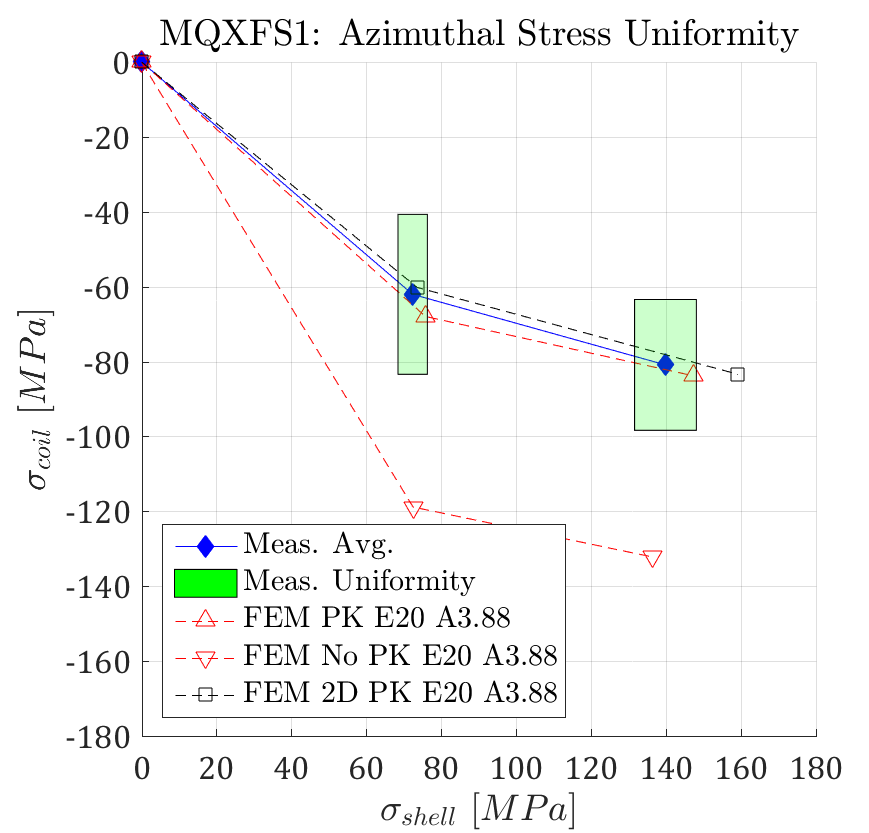 MQXFS1: Azimuthal Stress Uniformity
0
-20
-40
-60
-80
-100
-120
-140
-160
-180
σcoil [MPa]
Meas. Avg.
Meas. Uniformity
FEM PK E20 A3.88
FEM No PK E20 A3.88
FEM 2D PK E20 A3.88
0 20 40 60 80 100 120 140 160 180
σshell [MPa]